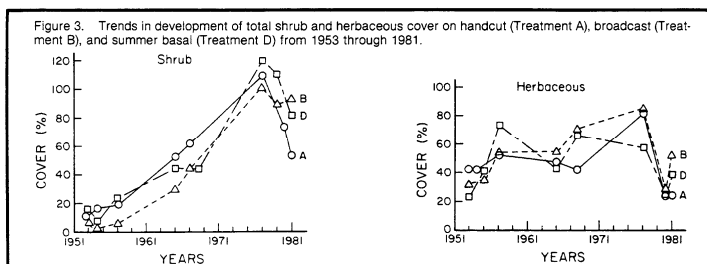 Figure 3. Trends in development of total shrub and herbaceous cover on handcut (Treatment A), broadcast (Treat-
ment B), and summer basal (Treatment D) from 1953 through 1981.
Shrub
120
100
80
60
40
20
0
COVER (%)
1951
1961
1971
1981
YEARS
B
D
A
Herbaceous
100
80
60
40
20
0
COVER (%)
1951
1961
1971
1981
YEARS
B
D
A